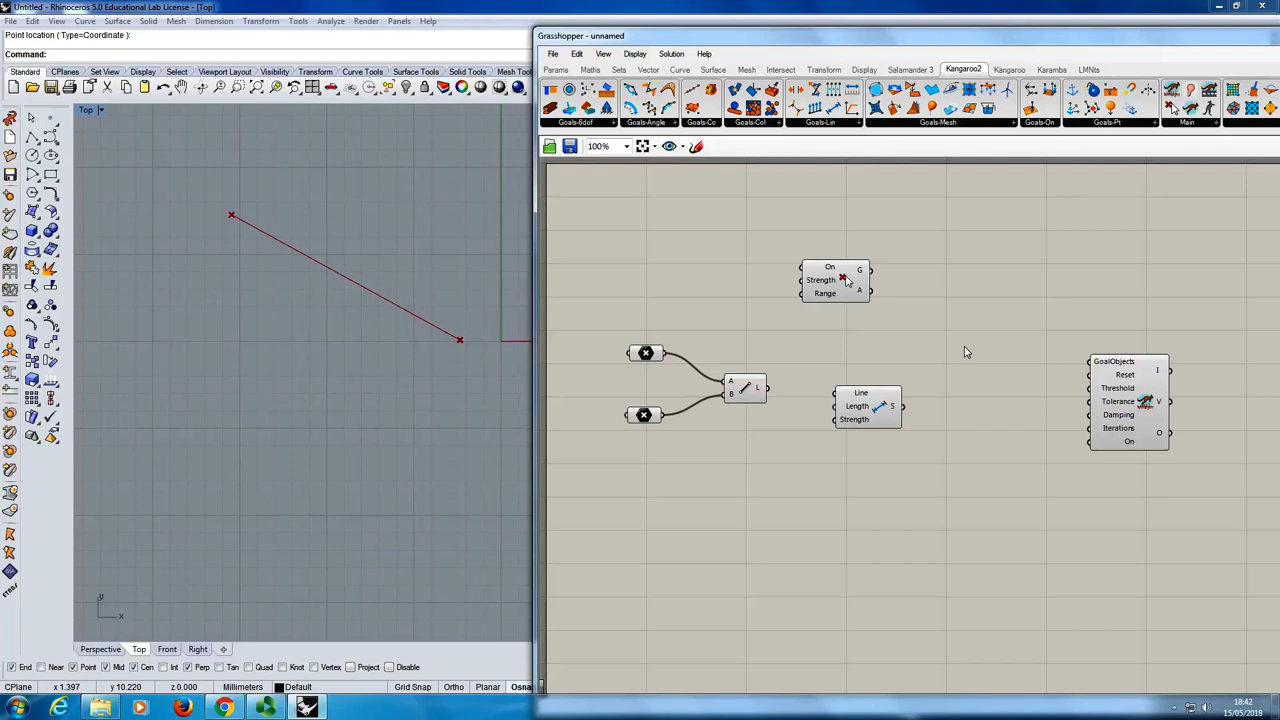 Untitled - Rhinoceros 5.0 Educational Lab License - [Top]
File Edit View Curve Surface Solid Mesh Dimension Transform Tools Analyze Render Panels Help
Point location ( Type=Coordinate ):
Command:
Standard CPlanes Set View Display Select Viewport Layout Visibility Transform Curve Tools Surface Tools Solid Tools Mesh Tool
Top
y
x
Perspective Top Front Right
End Near Point Mid Cen Int Perp Tan Quad Knot Vertex Project Disable
CPlane x 1.397 y 10.220 z 0.000 Millimeters Default Grid Snap Ortho Planar Osnap
Grasshopper - unnamed
File Edit View Display Solution Help
Params Maths Sets Vector Curve Surface Mesh Intersect Transform Display Salamander 3 Kangaroo2 Kangaroo Karamba LMNts
Goals-6dof Goals-Angle Goals-Co Goals-Col Goals-Lin Goals-Mesh Goals-On Goals-Pt Main
100%
On
Strength
Range
G
A
A
B
L
Line
Length
Strength
S
GoalObjects
Reset
Threshold
Tolerance
Damping
Iterations
On
I
V
O
18:42
15/05/2018